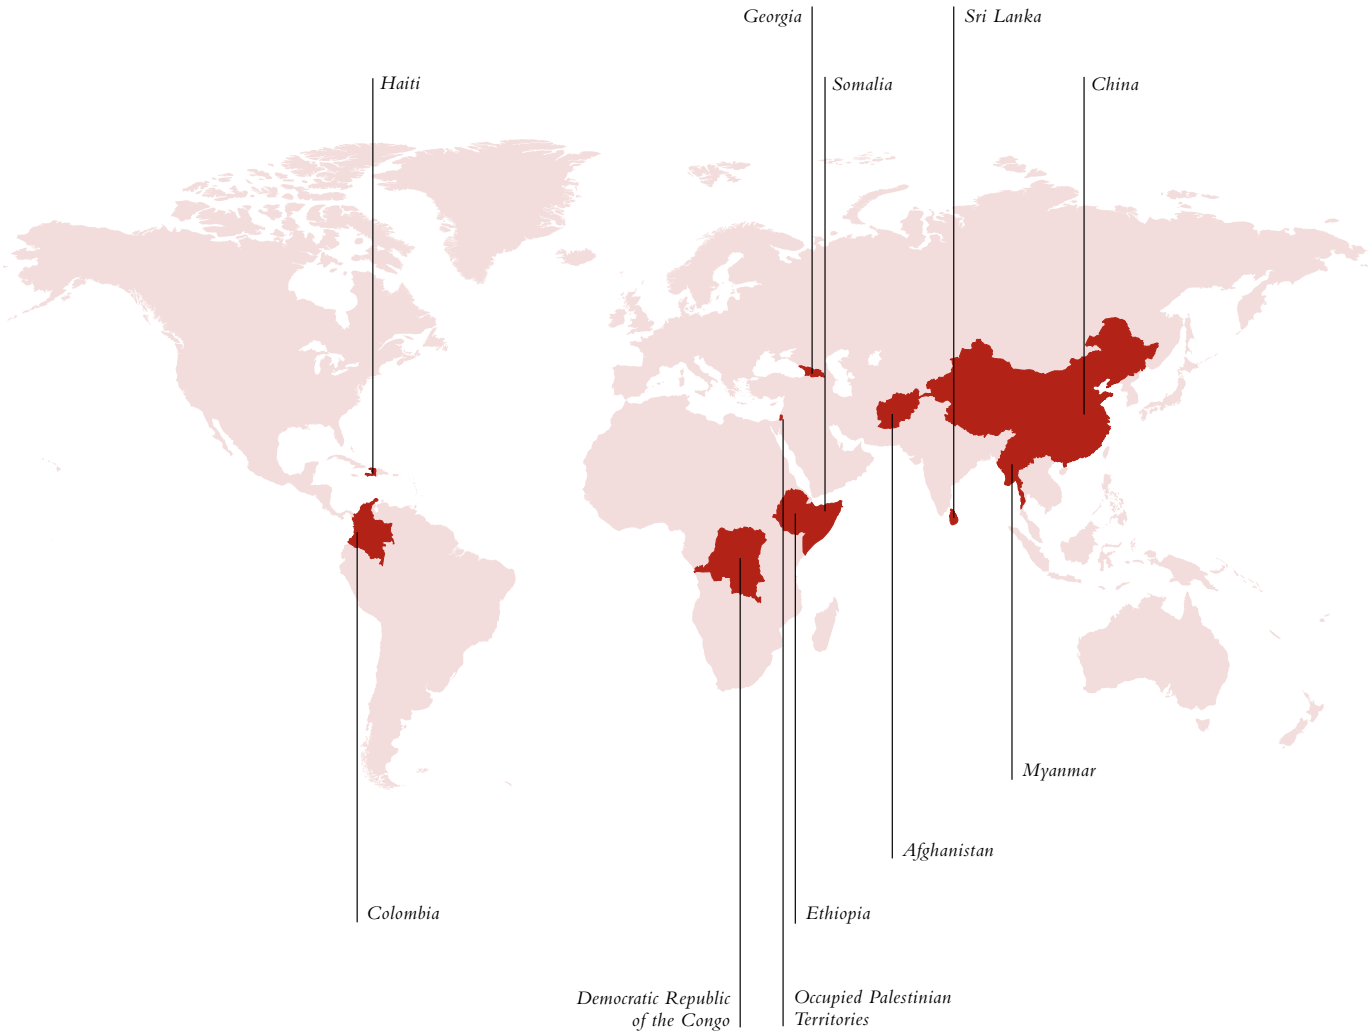 Georgia
Sri Lanka
Haiti
Somalia
China
Myanmar
Afghanistan
Colombia
Ethiopia
Democratic Republic
of the Congo
Occupied Palestinian
Territories